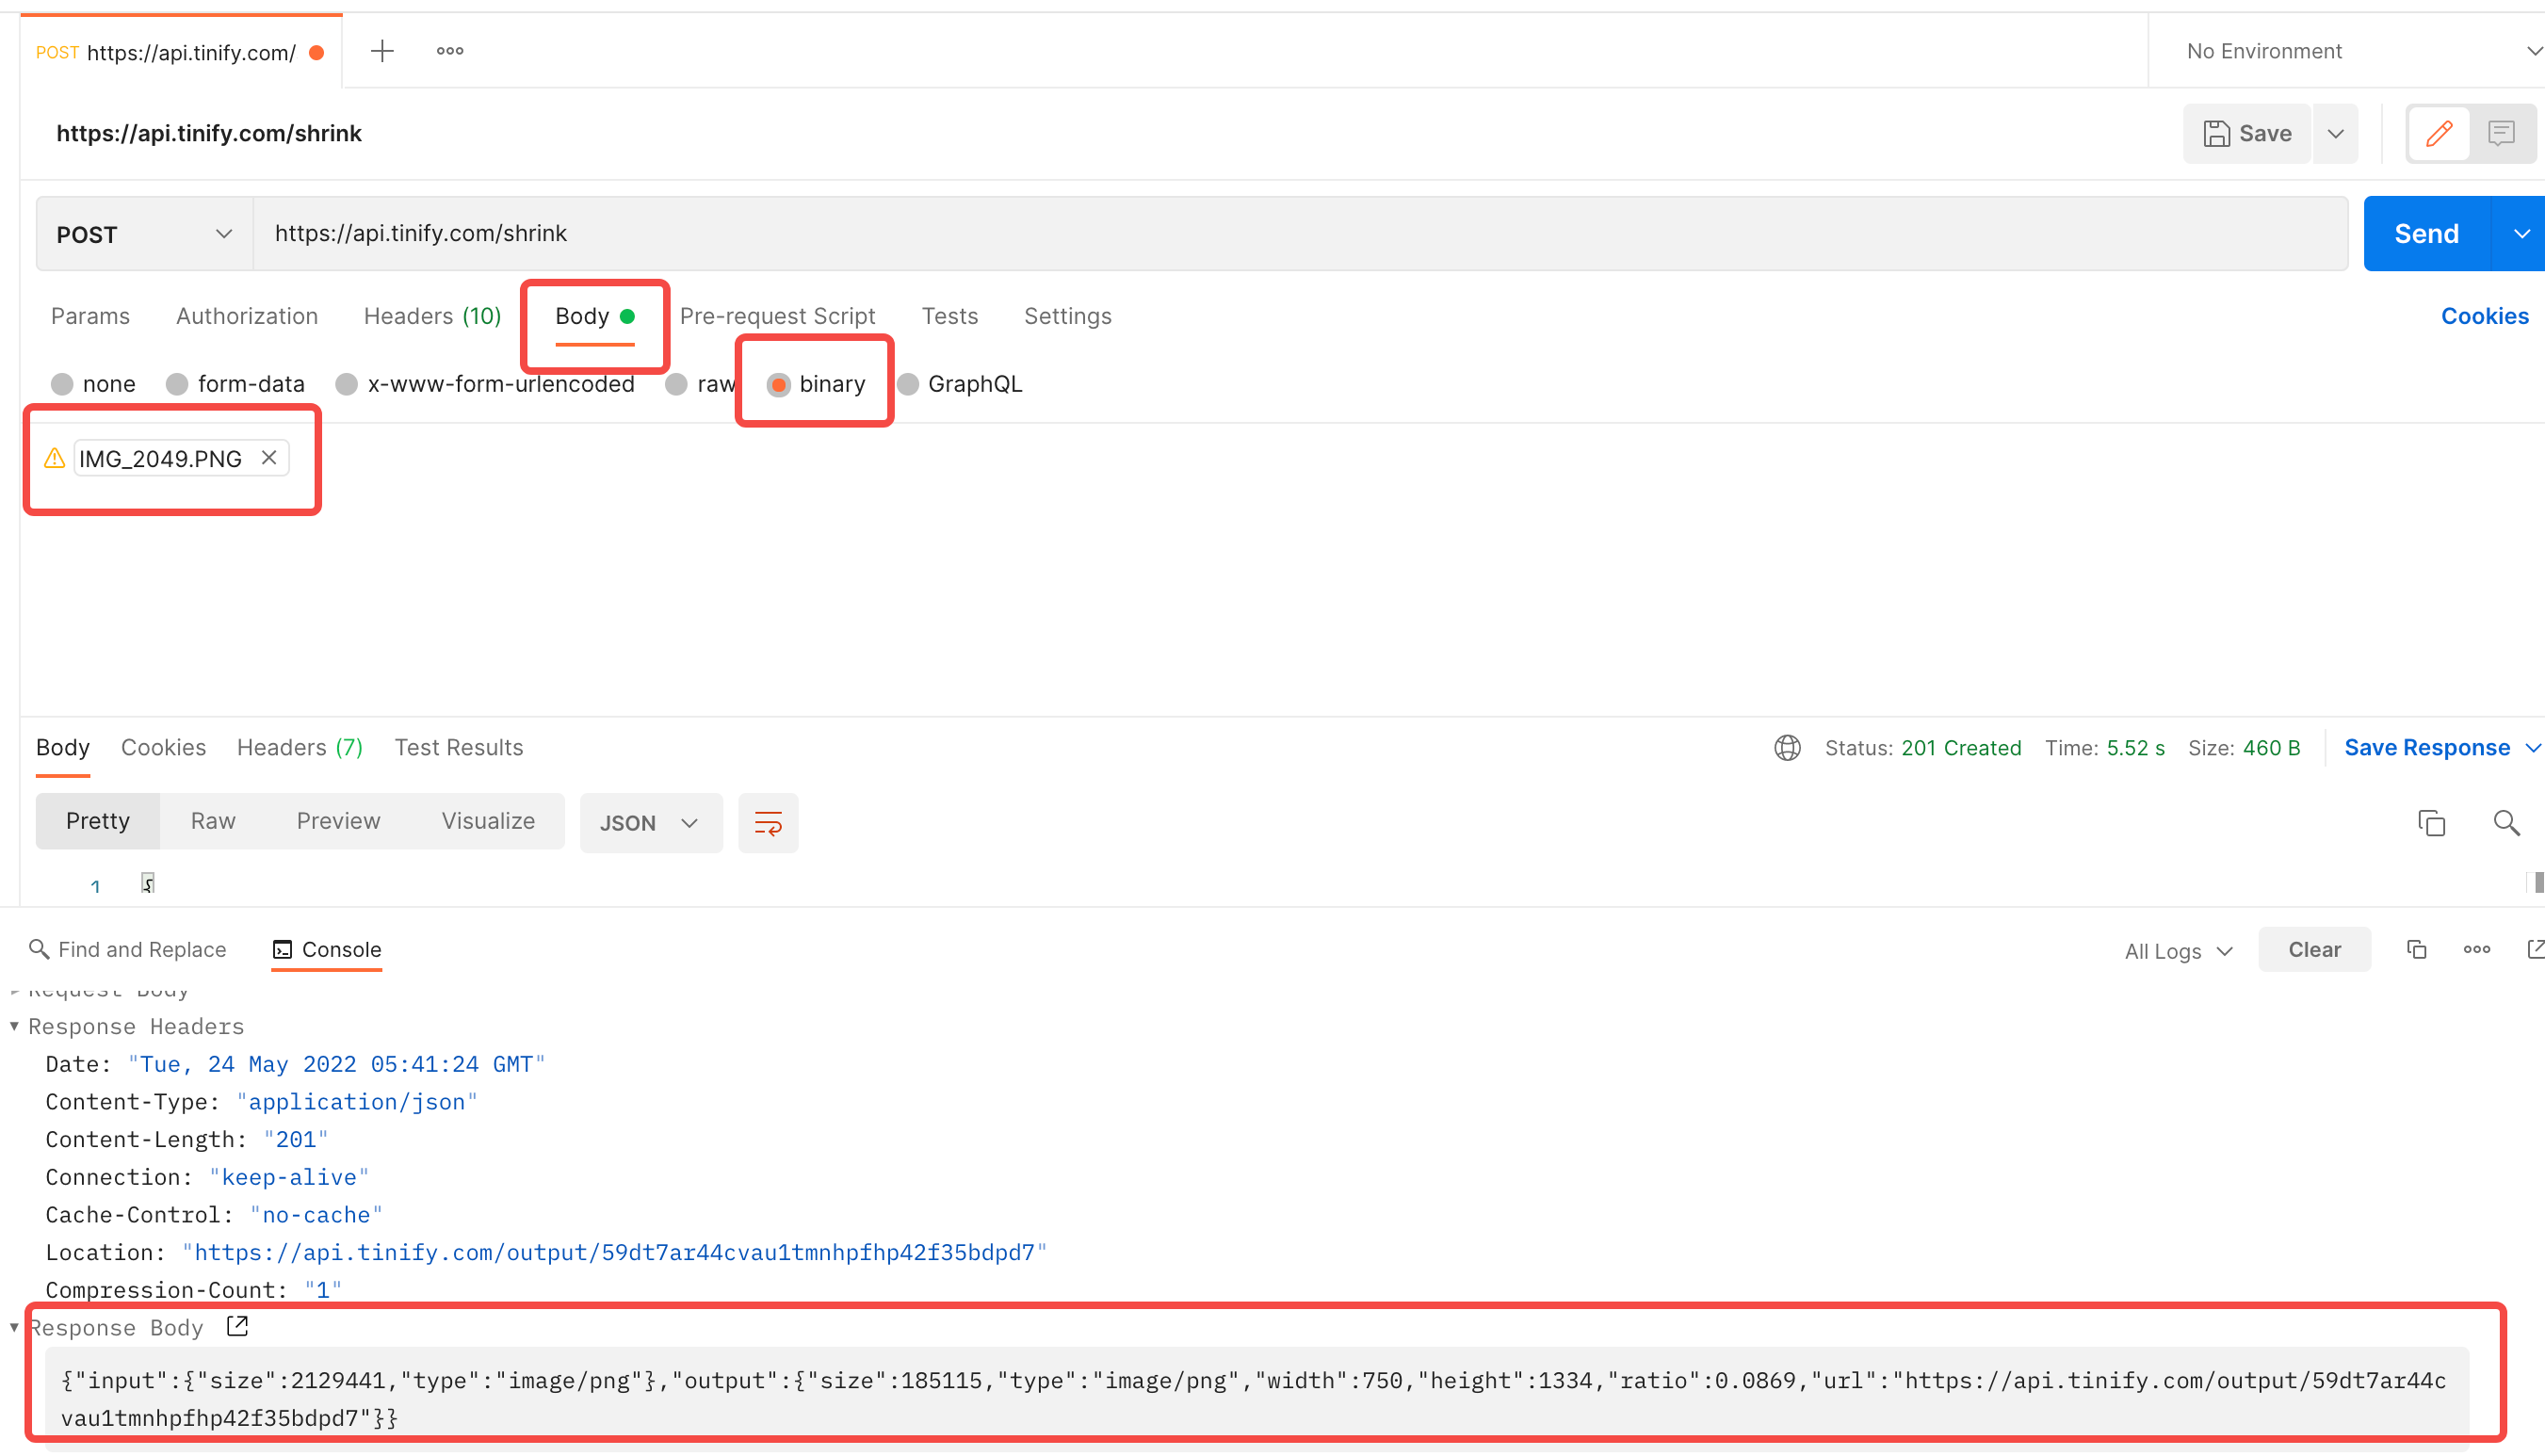 POST https://api.tinify.com/
No Environment
https://api.tinify.com/shrink
Save
POST https://api.tinify.com/shrink Send
Params Authorization Headers (10) Body Pre-request Script Tests Settings Cookies
none form-data x-www-form-urlencoded raw binary GraphQL
IMG_2049.PNG
Body Cookies Headers (7) Test Results Status: 201 Created Time: 5.52 s Size: 460 B Save Response
Pretty Raw Preview Visualize JSON
1 {
Find and Replace Console All Logs Clear
Request Body
Response Headers
Date: "Tue, 24 May 2022 05:41:24 GMT"
Content-Type: "application/json"
Content-Length: "201"
Connection: "keep-alive"
Cache-Control: "no-cache"
Location: "https://api.tinify.com/output/59dt7ar44cvau1tmnhpfhp42f35bdpd7"
Compression-Count: "1"
Response Body
{"input":{"size":2129441,"type":"image/png"},"output":{"size":185115,"type":"image/png","width":750,"height":1334,"ratio":0.0869,"url":"https://api.tinify.com/output/59dt7ar44c
vau1tmnhpfhp42f35bdpd7"}}